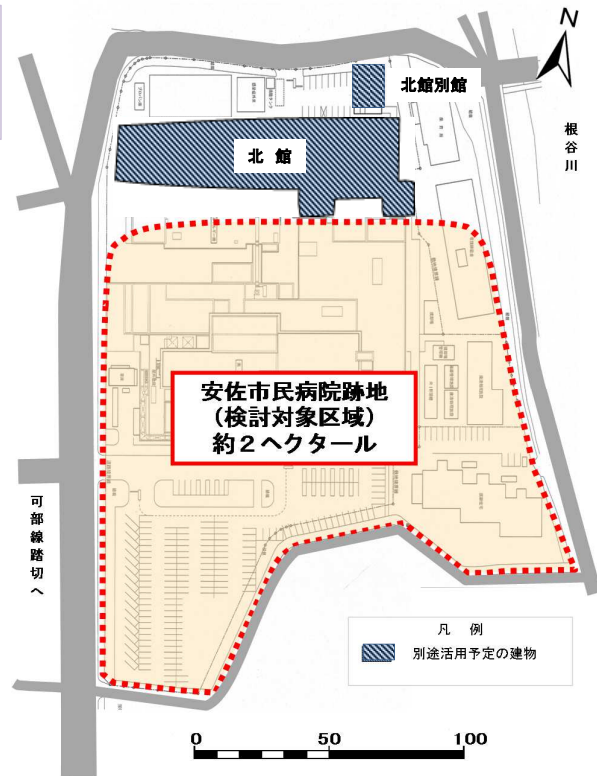 N
北館別館
根谷川
北 館
安佐市民病院跡地
(検討対象区域)
約2ヘクタール
可部線踏切へ
凡 例
別途活用予定の建物
0 50 100